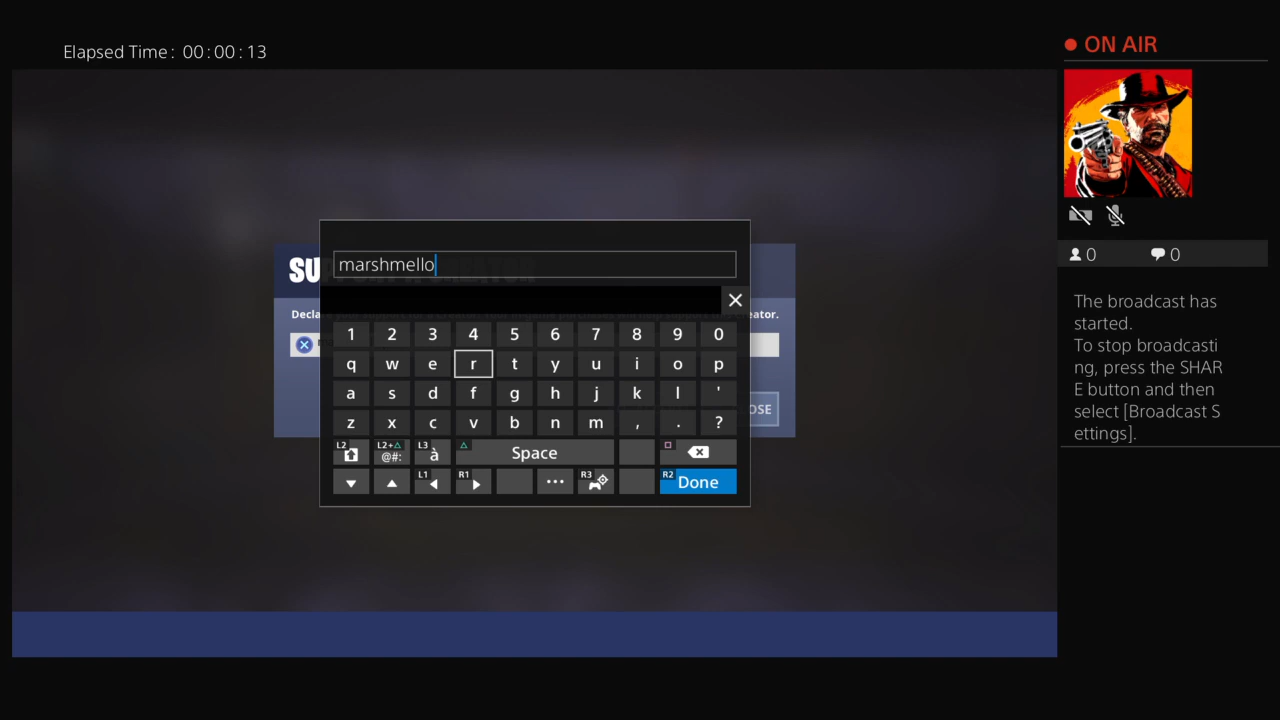 Elapsed Time: 00:00:13
ON AIR
marshmello
SU
Decla
eator.
1 2 3 4 5 6 7 8 9 0
q w e r t y u i o p
a s d f g h j k l '
z x c v b n m , . ?
OSE
L2 L2+△ @#: L3 à △ Space
L1 R1 ... R3 R2 Done
0 0
The broadcast has
started.
To stop broadcasti
ng, press the SHAR
E button and then
select [Broadcast S
ettings].